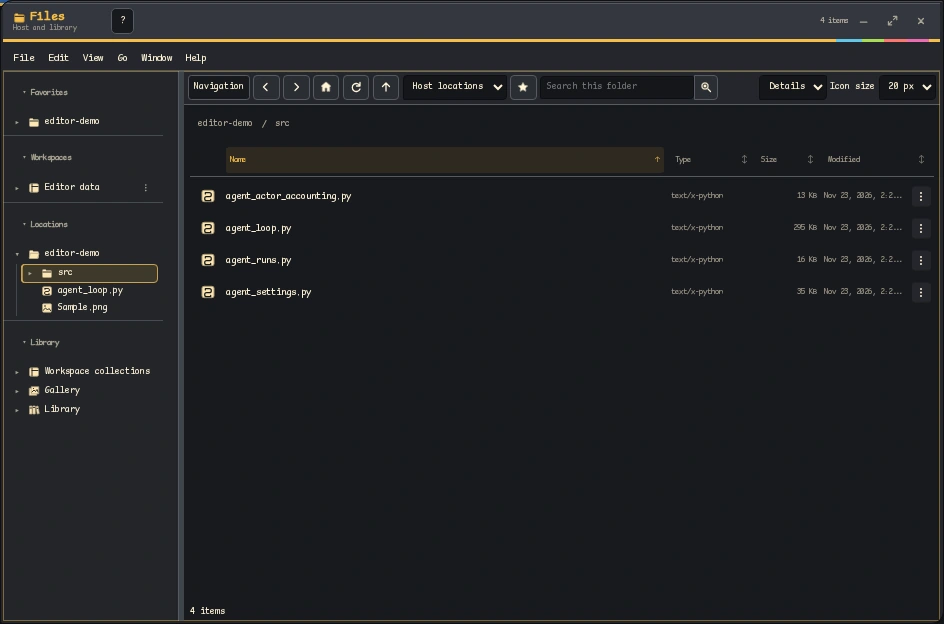 Files
Host and library
?
4 items
File Edit View Go Window Help
Favorites
editor-demo
Workspaces
Editor data
Locations
editor-demo
src
agent_loop.py
Sample.png
Library
Workspace collections
Gallery
Library
Navigation Host locations Search this folder Details Icon size 20 px
editor-demo / src
Name Type Size Modified
agent_actor_accounting.py text/x-python 13 KB Nov 23, 2026, 2:2...
agent_loop.py text/x-python 295 KB Nov 23, 2026, 2:2...
agent_runs.py text/x-python 16 KB Nov 23, 2026, 2:2...
agent_settings.py text/x-python 35 KB Nov 23, 2026, 2:2...
4 items